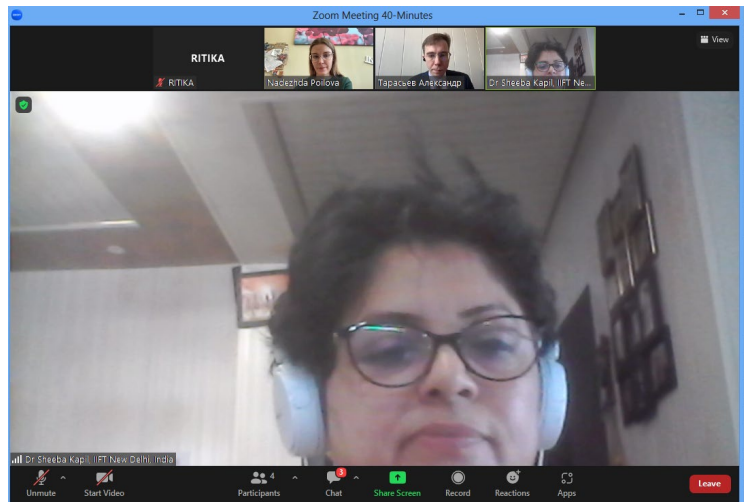 Zoom Meeting 40-Minutes
View
RITIKA
RITIKA
Nadezhda Poilova
Тарасьев Александр
Dr Sheeba Kapil, IIFT Ne...
Dr Sheeba Kapil, IIFT New Delhi, India
4
3
Unmute
Start Video
Participants
Chat
Share Screen
Record
Reactions
Apps
Leave